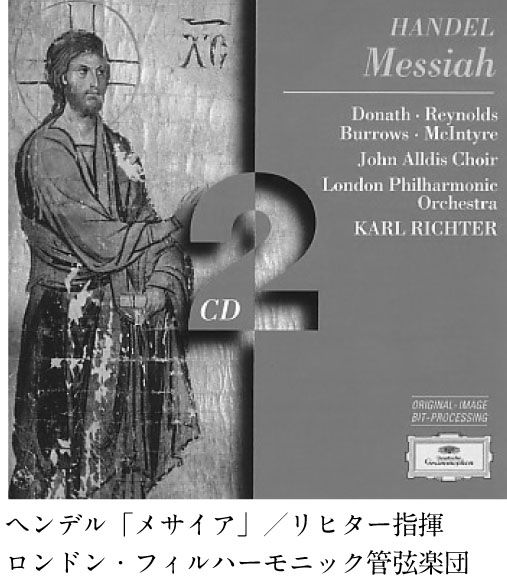 X͞C
HANDEL
Messiah
Donath · Reynolds
Burrows · McIntyre
John Alldis Choir
London Philharmonic
Orchestra
KARL RICHTER
2
CD
ORIGINAL-IMAGE
BIT-PROCESSING
Deutsche
Grammophon
ヘンデル「メサイア」／リヒター指揮
ロンドン・フィルハーモニック管弦楽団